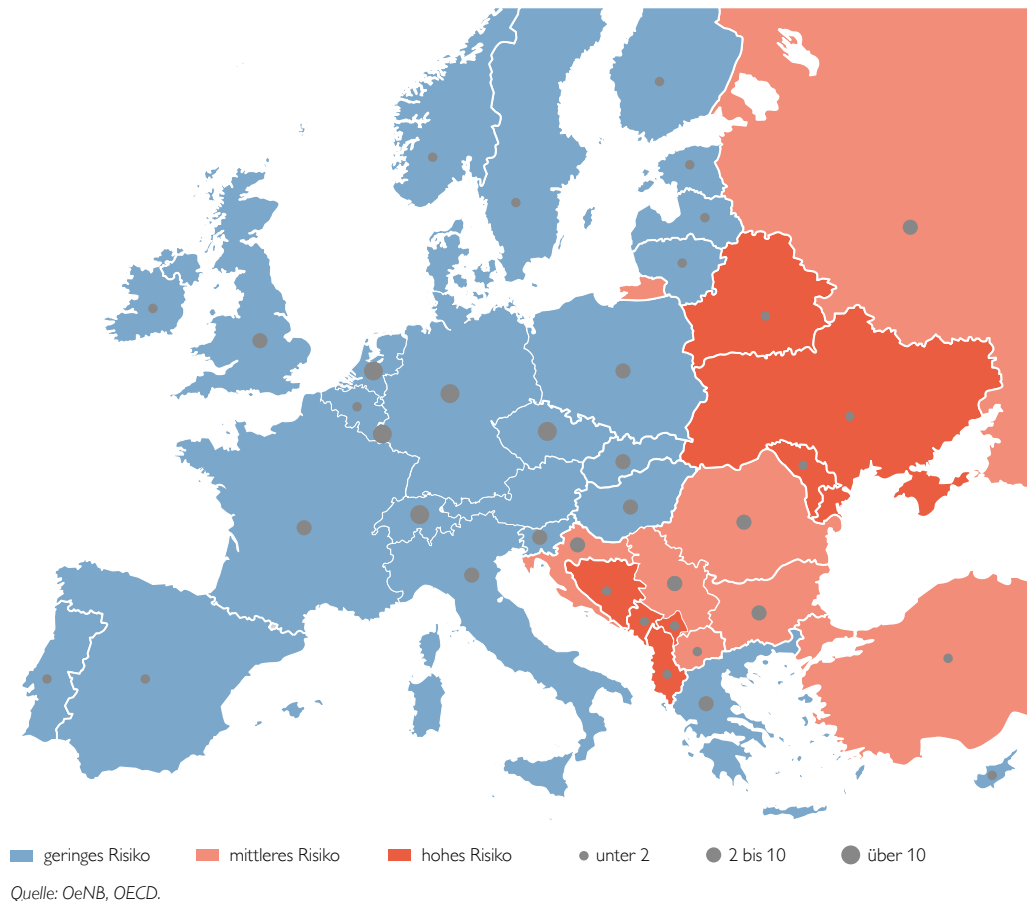 geringes Risiko mittleres Risiko hohes Risiko unter 2 2 bis 10 über 10
Quelle: OeNB, OECD.